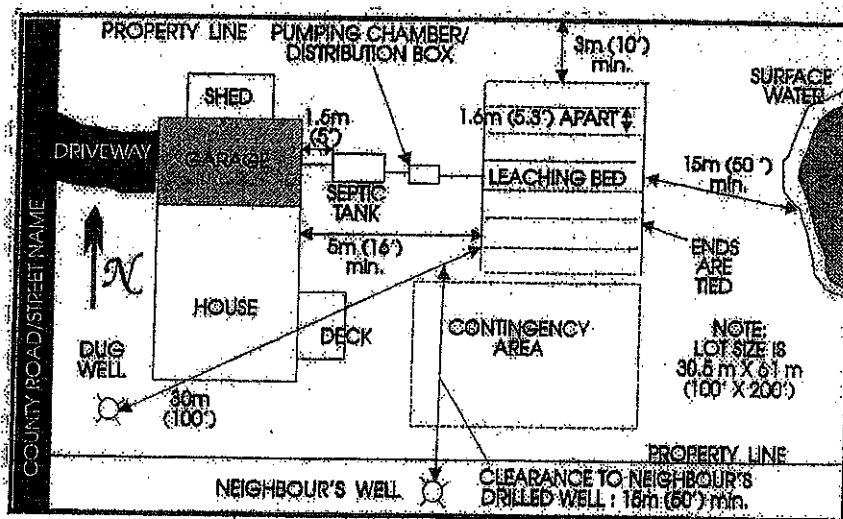 PROPERTY LINE
PUMPING CHAMBER/
DISTRIBUTION BOX
3m (10')
min.
SURFACE
WATER
SHED
1.5m
(5')
1.6m (5.3') APART
DRIVEWAY
GARAGE
SEPTIC
TANK
LEACHING BED
15m (50')
min.
COUNTY ROAD/STREET NAME
N
5m (16')
min.
ENDS
ARE
TIED
HOUSE
DECK
CONTINGENCY
AREA
NOTE:
LOT SIZE IS
30.5 m X 61 m
(100' X 200')
DUG
WELL
30m
(100')
PROPERTY LINE
NEIGHBOUR'S WELL
CLEARANCE TO NEIGHBOUR'S
DRILLED WELL : 15m (50') min.